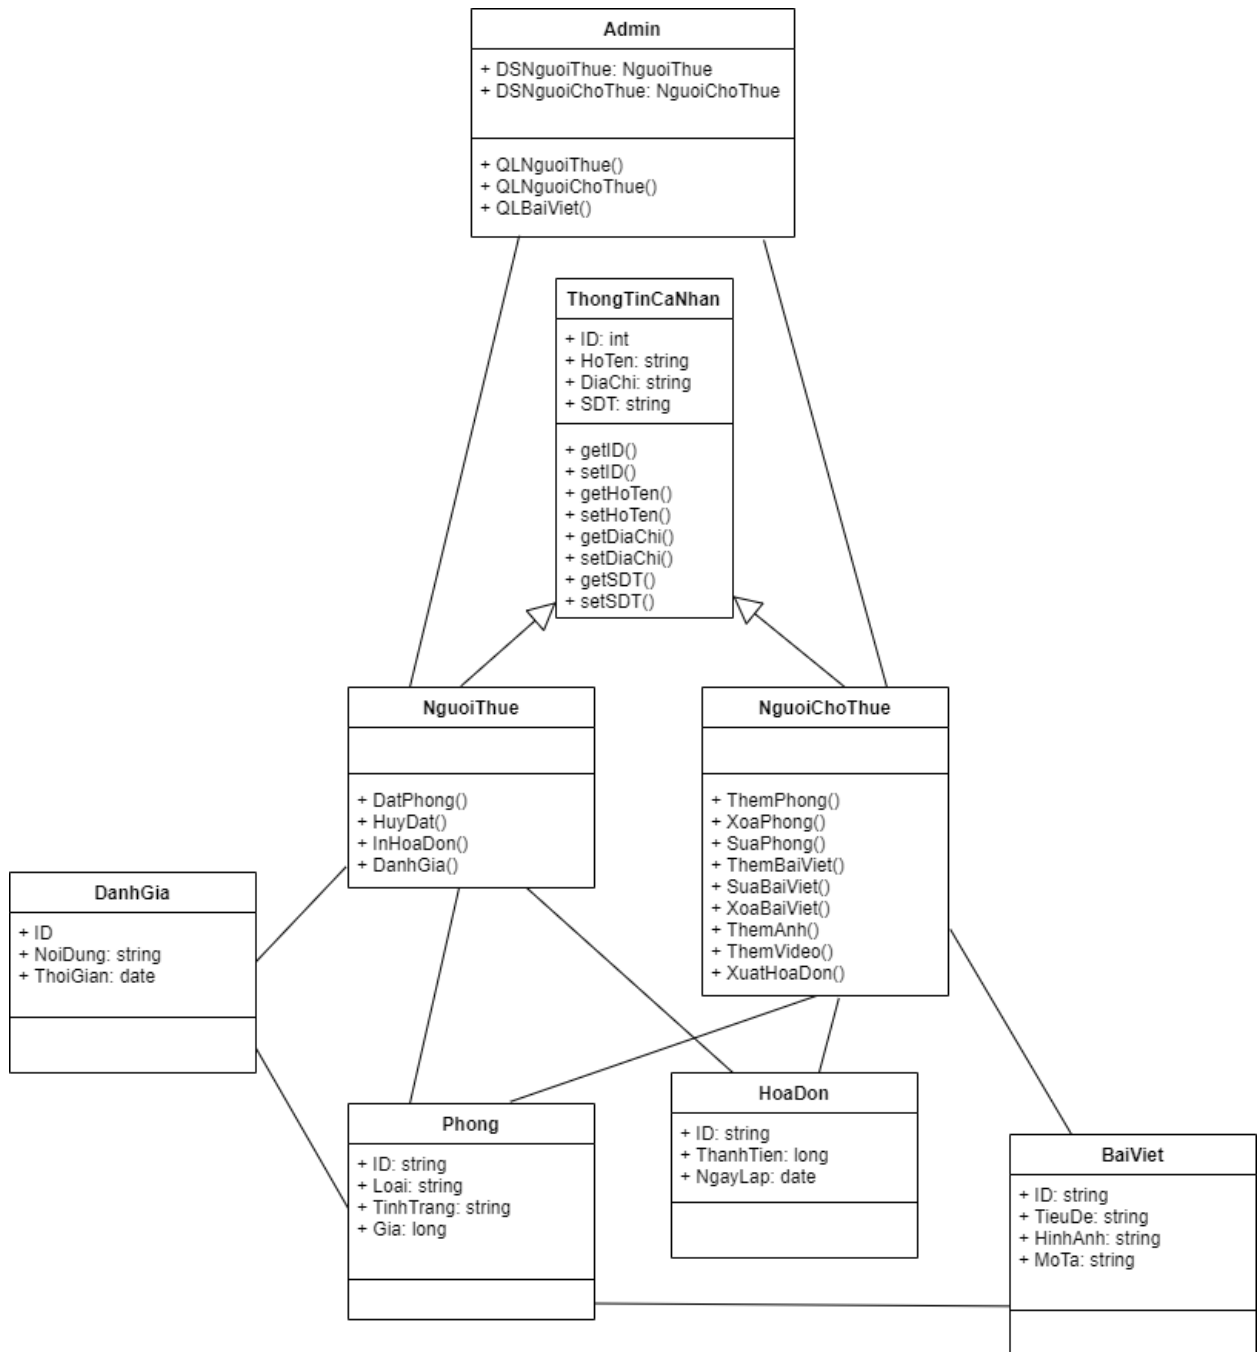 Admin
+ DSNguoiThue: NguoiThue
+ DSNguoiChoThue: NguoiChoThue
+ QLNguoiThue()
+ QLNguoiChoThue()
+ QLBaiViet()
ThongTinCaNhan
+ ID: int
+ HoTen: string
+ DiaChi: string
+ SDT: string
+ getID()
+ setID()
+ getHoTen()
+ setHoTen()
+ getDiaChi()
+ setDiaChi()
+ getSDT()
+ setSDT()
NguoiThue
+ DatPhong()
+ HuyDat()
+ InHoaDon()
+ DanhGia()
NguoiChoThue
+ ThemPhong()
+ XoaPhong()
+ SuaPhong()
+ ThemBaiViet()
+ SuaBaiViet()
+ XoaBaiViet()
+ ThemAnh()
+ ThemVideo()
+ XuatHoaDon()
DanhGia
+ ID
+ NoiDung: string
+ ThoiGian: date
Phong
+ ID: string
+ Loai: string
+ TinhTrang: string
+ Gia: long
HoaDon
+ ID: string
+ ThanhTien: long
+ NgayLap: date
BaiViet
+ ID: string
+ TieuDe: string
+ HinhAnh: string
+ MoTa: string